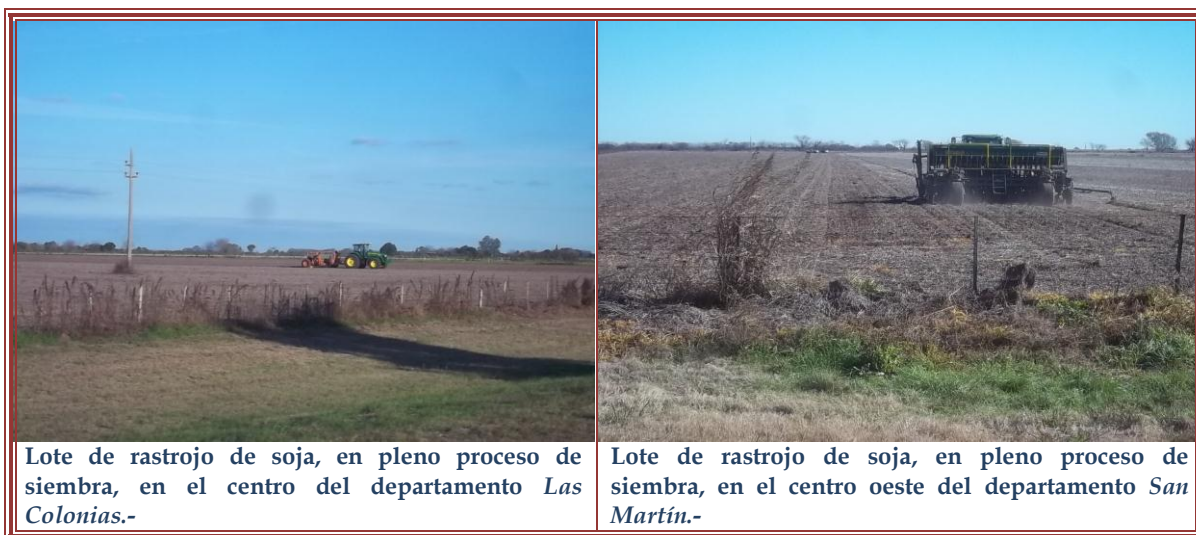 Lote de rastrojo de soja, en pleno proceso de
siembra, en el centro del departamento Las
Colonias.-
Lote de rastrojo de soja, en pleno proceso de
siembra, en el centro oeste del departamento San
Martín.-